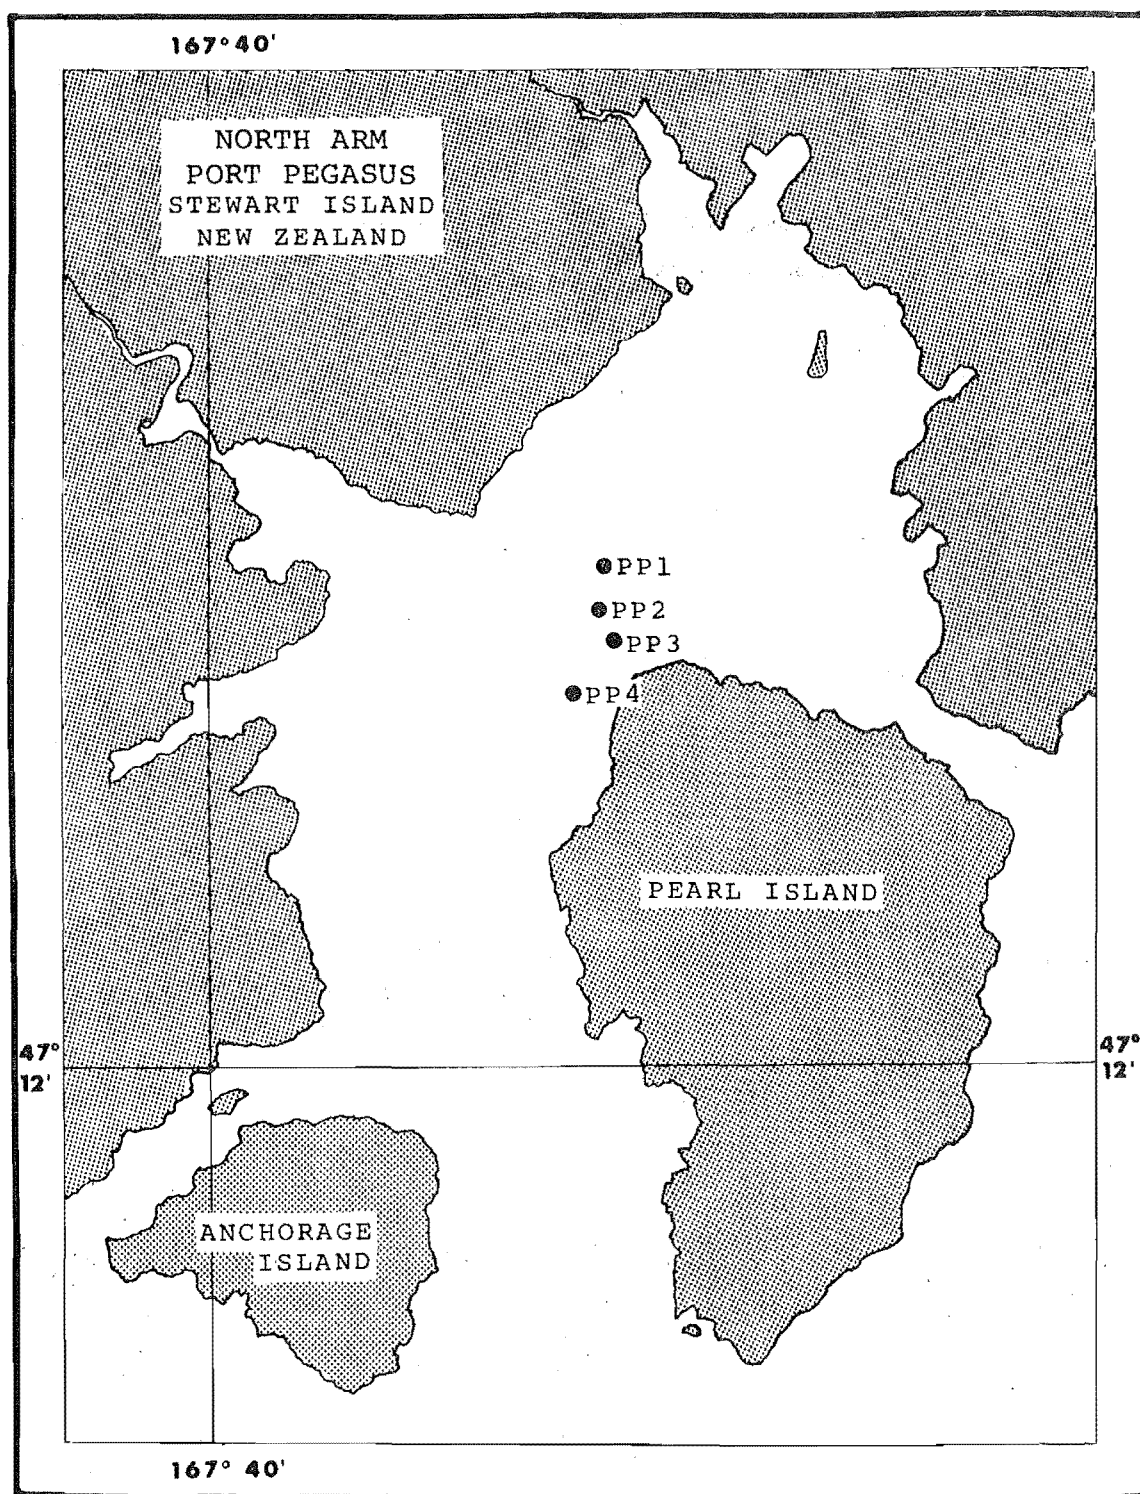 167° 40'
NORTH ARM
PORT PEGASUS
STEWART ISLAND
NEW ZEALAND
PP1
PP2
PP3
PP4
PEARL ISLAND
47°
12'
47°
12'
ANCHORAGE
ISLAND
167° 40'